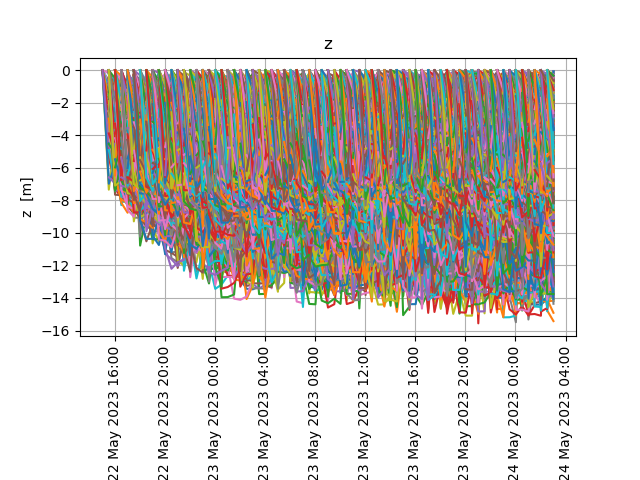 z
0
−2
−4
−6
−8
−10
−12
−14
−16
z [m]
22 May 2023 16:00
22 May 2023 20:00
23 May 2023 00:00
23 May 2023 04:00
23 May 2023 08:00
23 May 2023 12:00
23 May 2023 16:00
23 May 2023 20:00
24 May 2023 00:00
24 May 2023 04:00